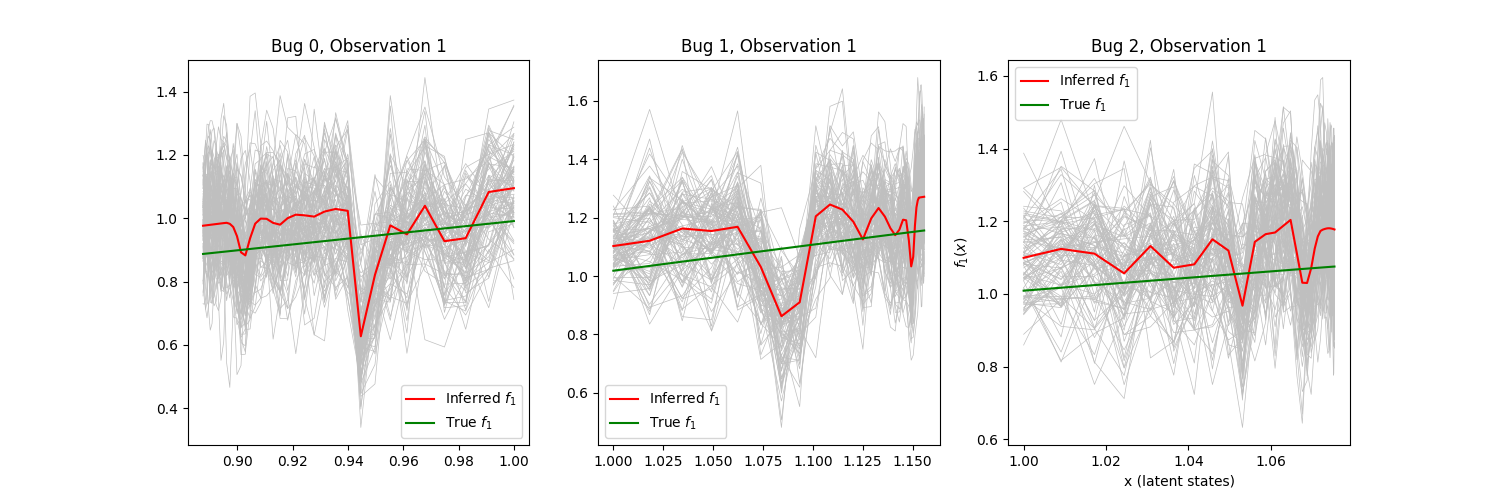 Bug 0, Observation 1
1.4
1.2
1.0
0.8
0.6
0.4
0.90 0.92 0.94 0.96 0.98 1.00
Inferred f₁
True f₁
Bug 1, Observation 1
1.6
1.4
1.2
1.0
0.8
0.6
1.000 1.025 1.050 1.075 1.100 1.125 1.150
Inferred f₁
True f₁
Bug 2, Observation 1
f₁(x)
1.6
1.4
1.2
1.0
0.8
0.6
1.00 1.02 1.04 1.06
x (latent states)
Inferred f₁
True f₁